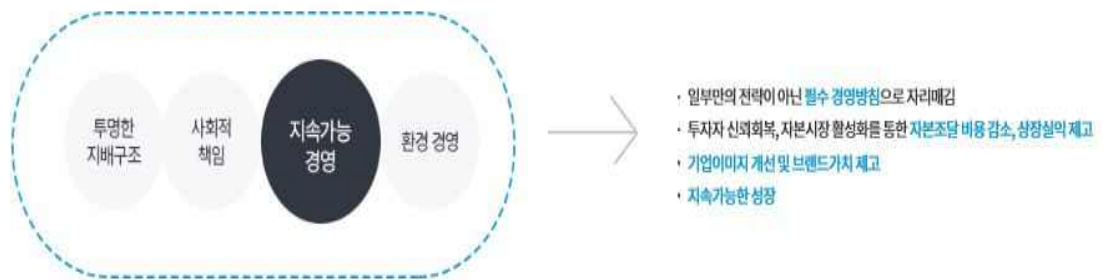 투명한
지배구조
사회적
책임
지속가능
경영
환경 경영
· 일부만의 전략이 아닌 필수 경영방침으로 자리매김
· 투자자 신뢰회복, 자본시장 활성화를 통한 자본조달 비용 감소, 상장실익 제고
· 기업이미지 개선 및 브랜드가치 제고
· 지속가능한 성장